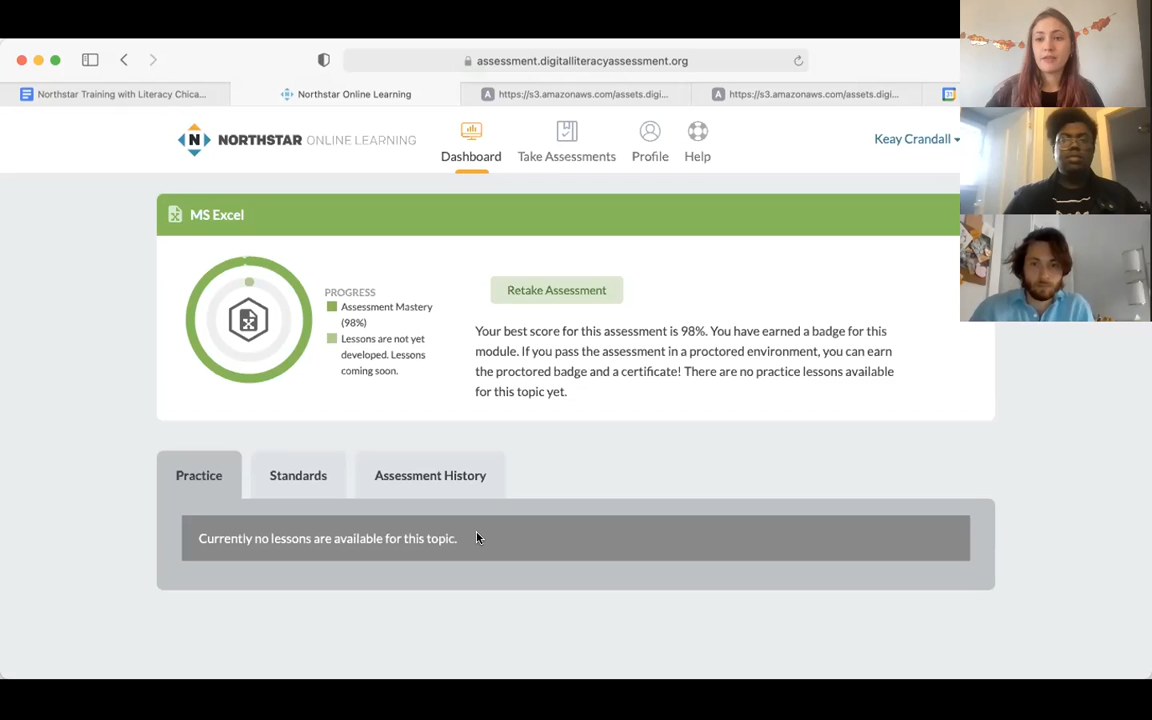 assessment.digitalliteracyassessment.org
Northstar Training with Literacy Chica...
Northstar Online Learning
https://s3.amazonaws.com/assets.digi...
https://s3.amazonaws.com/assets.digi...
N NORTHSTAR ONLINE LEARNING
Dashboard
Take Assessments
Profile
Help
Keay Crandall
MS Excel
PROGRESS
Assessment Mastery
(98%)
Lessons are not yet
developed. Lessons
coming soon.
Retake Assessment
Your best score for this assessment is 98%. You have earned a badge for this
module. If you pass the assessment in a proctored environment, you can earn
the proctored badge and a certificate! There are no practice lessons available
for this topic yet.
Practice
Standards
Assessment History
Currently no lessons are available for this topic.